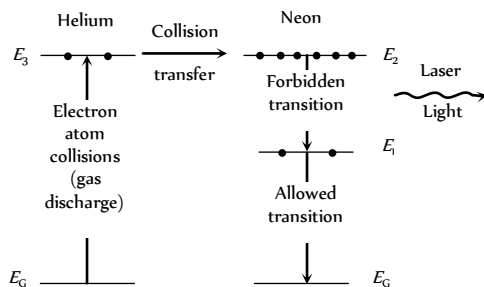 Helium
Neon
E3
Collision
transfer
E2
Electron
atom
collisions
(gas
discharge)
Forbidden
transition
Laser
Light
E1
Allowed
transition
EG
EG